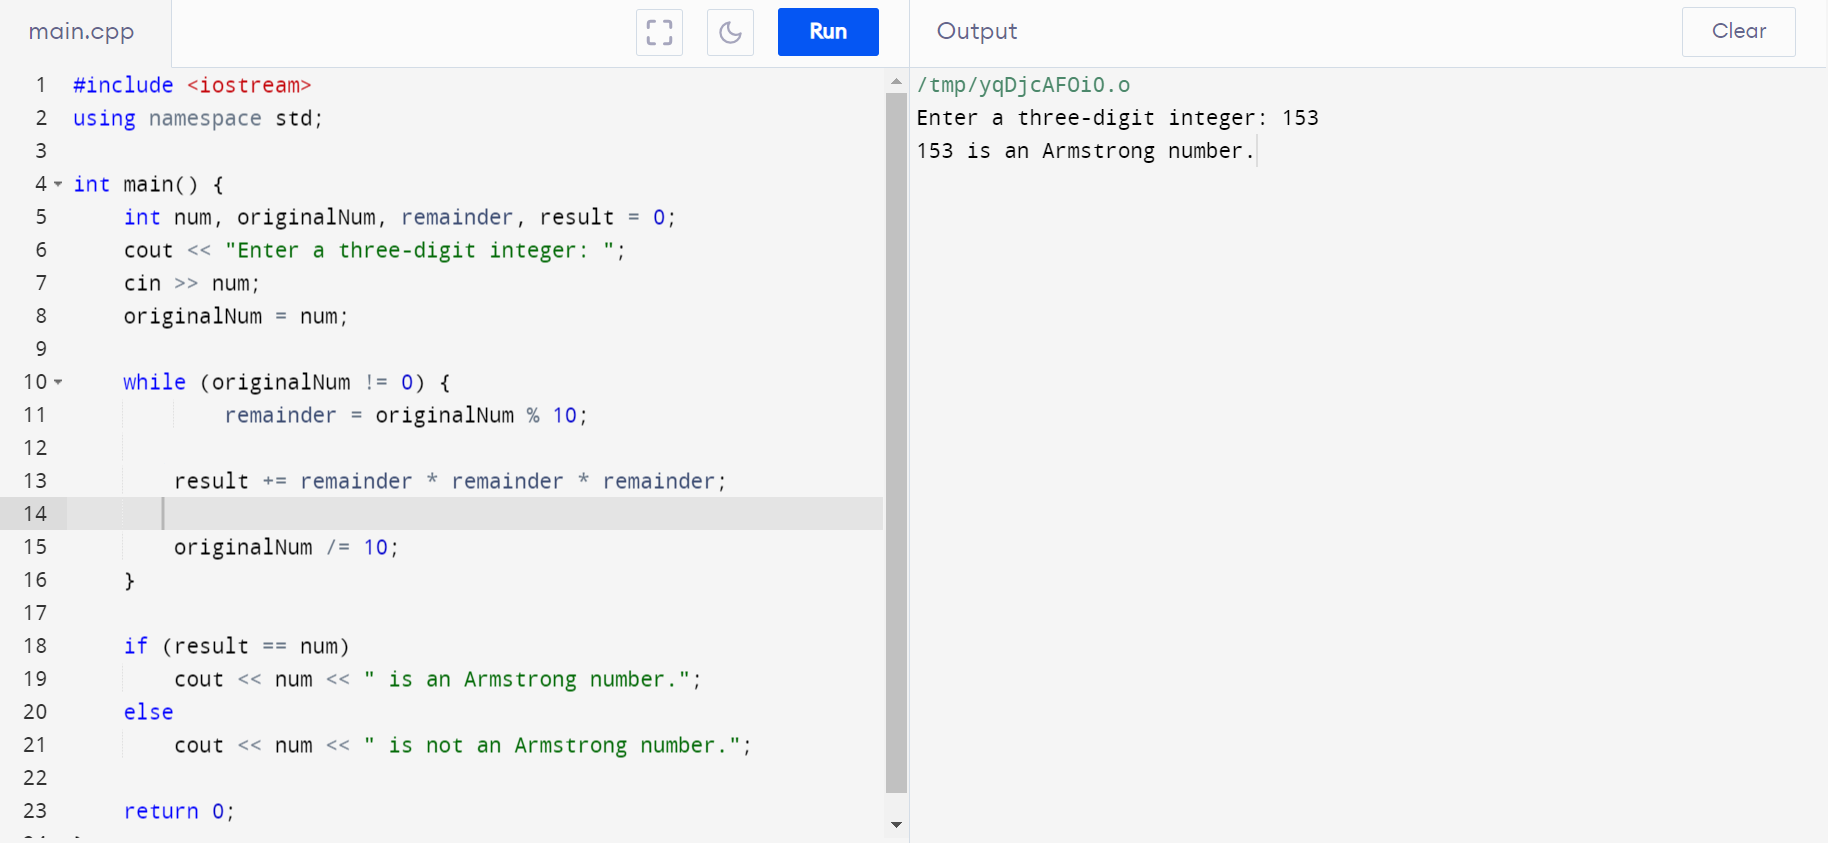 main.cpp
Run
Output
Clear
1 #include <iostream>
2 using namespace std;
3
4 int main() {
5     int num, originalNum, remainder, result = 0;
6     cout << "Enter a three-digit integer: ";
7     cin >> num;
8     originalNum = num;
9
10     while (originalNum != 0) {
11             remainder = originalNum % 10;
12
13         result += remainder * remainder * remainder;
14
15         originalNum /= 10;
16     }
17
18     if (result == num)
19         cout << num << " is an Armstrong number.";
20     else
21         cout << num << " is not an Armstrong number.";
22
23     return 0;
/tmp/yqDjcAFOi0.o
Enter a three-digit integer: 153
153 is an Armstrong number.